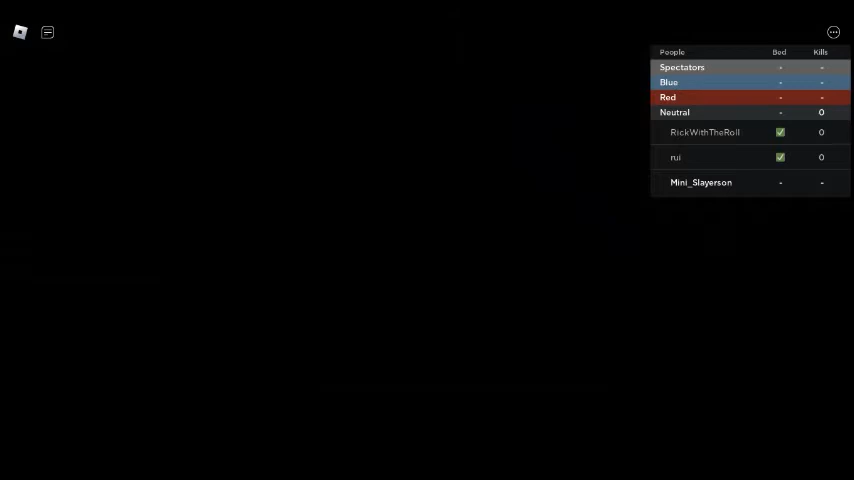 People Bed Kills
Spectators - -
Blue - -
Red - -
Neutral - 0
RickWithTheRoll ✅ 0
rui ✅ 0
Mini_Slayerson - -